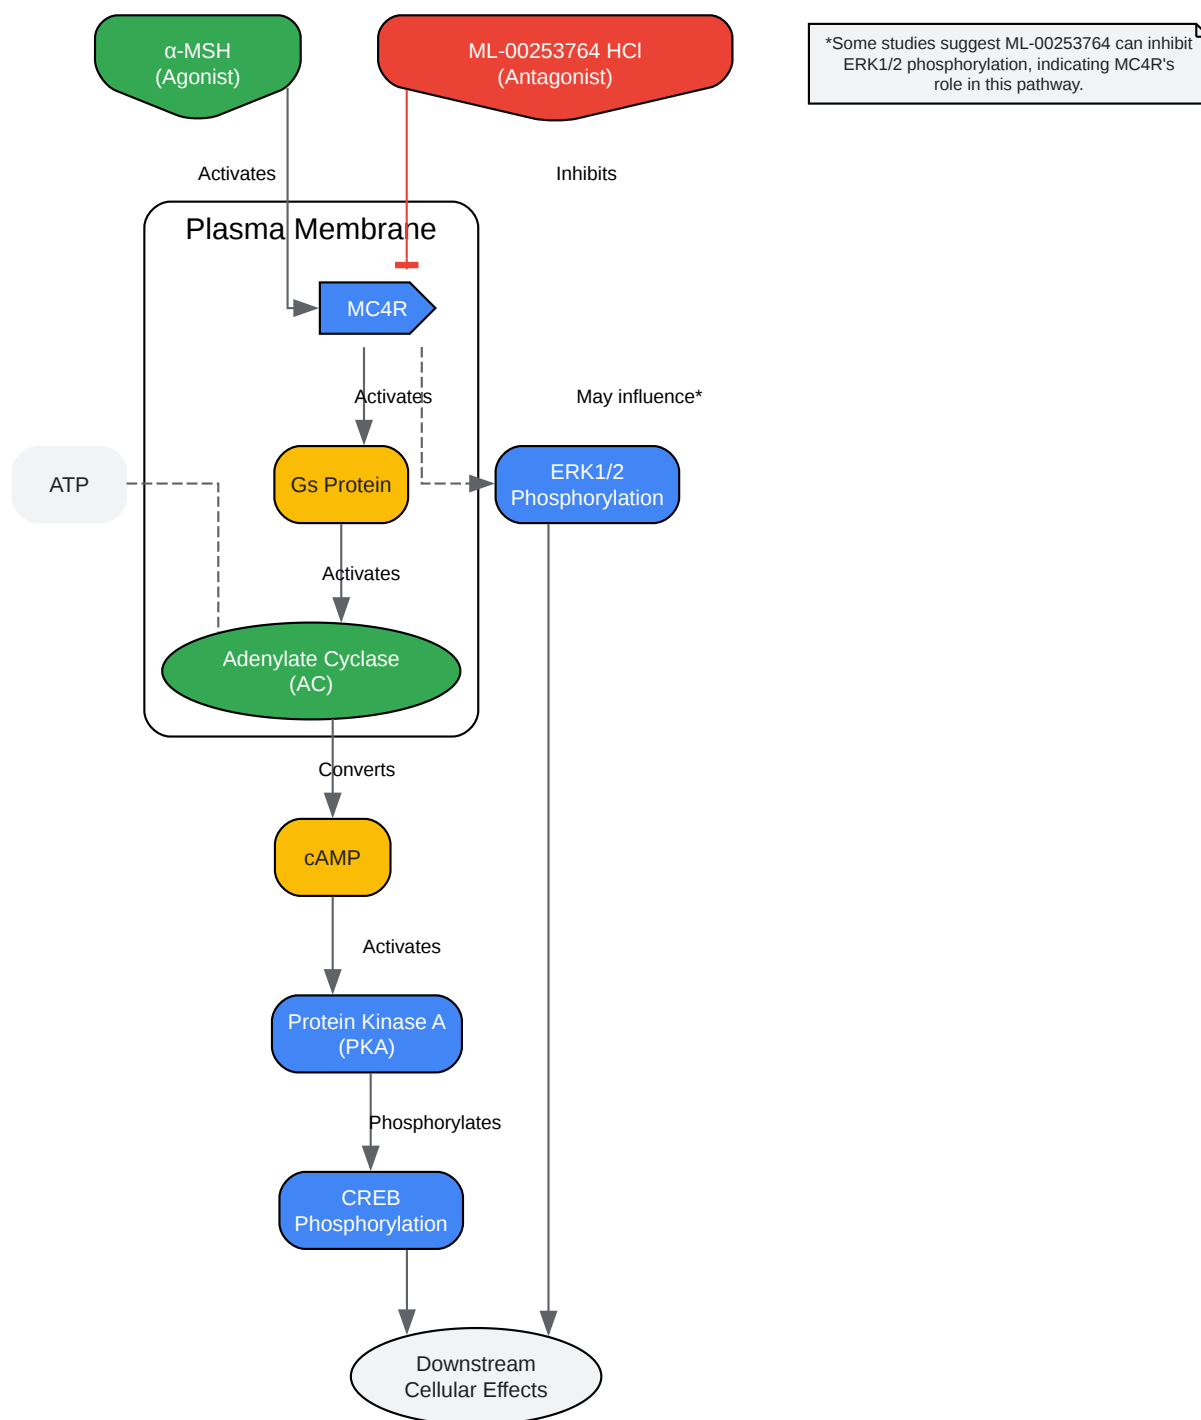 α-MSH
(Agonist)
ML-00253764 HCl
(Antagonist)
*Some studies suggest ML-00253764 can inhibit
ERK1/2 phosphorylation, indicating MC4R's
role in this pathway.
Activates
Inhibits
Plasma Membrane
MC4R
Activates
May influence*
ATP
Gs Protein
ERK1/2
Phosphorylation
Activates
Adenylate Cyclase
(AC)
Converts
cAMP
Activates
Protein Kinase A
(PKA)
Phosphorylates
CREB
Phosphorylation
Downstream
Cellular Effects